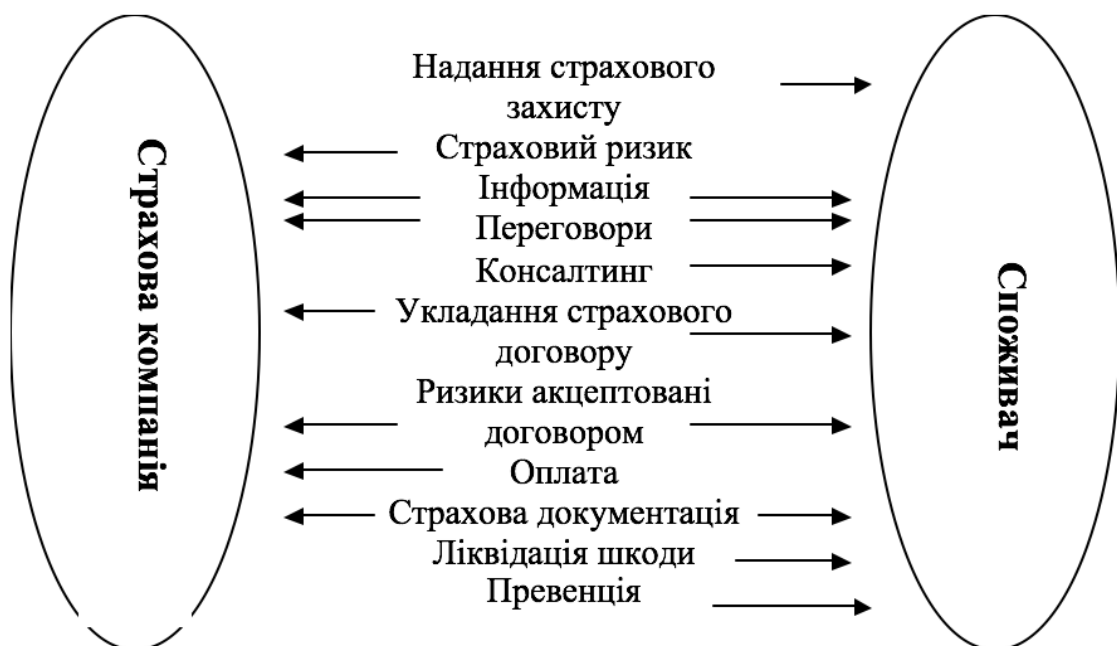 Страхова компанія
Надання страхового
захисту
Страховий ризик
Інформація
Переговори
Консалтинг
Укладання страхового
договору
Ризики акцептовані
договором
Оплата
Страхова документація
Ліквідація шкоди
Превенція
Споживач